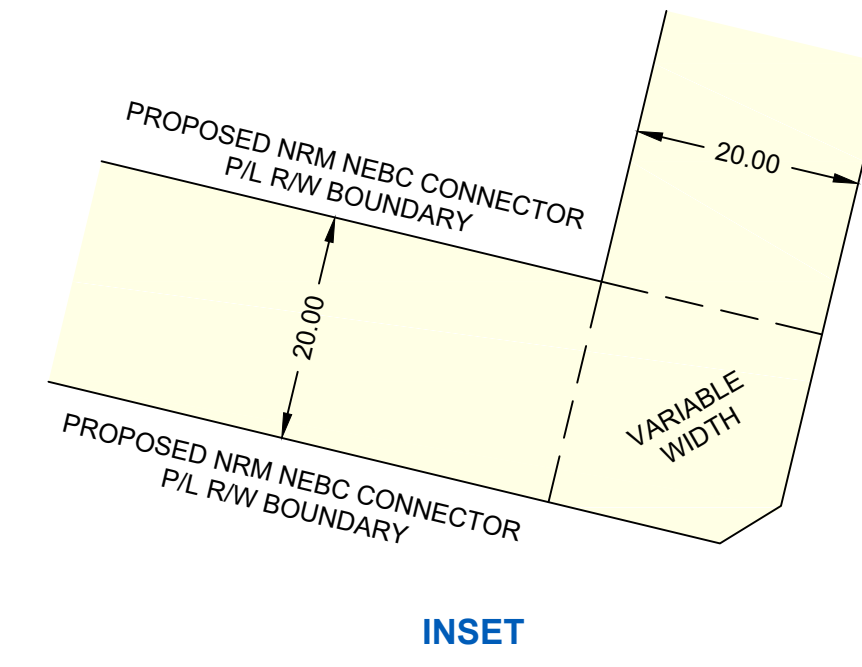 PROPOSED NRM NEBC CONNECTOR
P/L R/W BOUNDARY
20.00
20.00
VARIABLE
WIDTH
PROPOSED NRM NEBC CONNECTOR
P/L R/W BOUNDARY
INSET